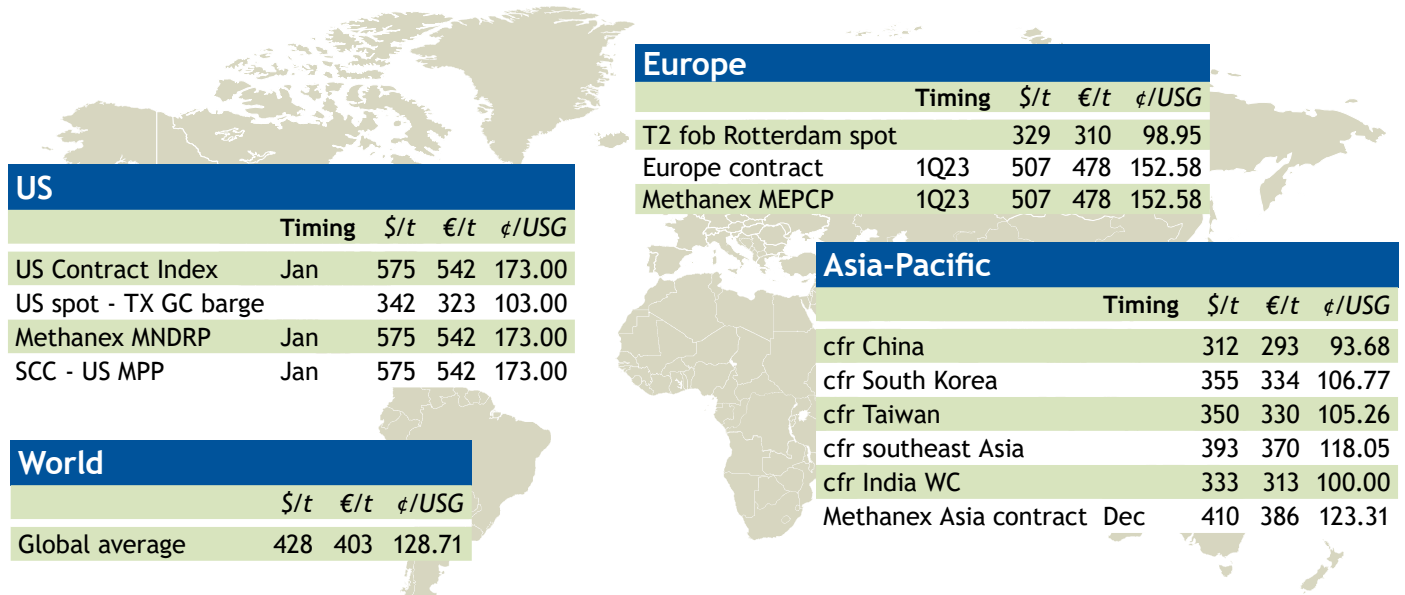 Europe
Timing $/t €/t ¢/USG
T2 fob Rotterdam spot 329 310 98.95
Europe contract 1Q23 507 478 152.58
Methanex MEPCP 1Q23 507 478 152.58
US
Timing $/t €/t ¢/USG
US Contract Index Jan 575 542 173.00
US spot - TX GC barge 342 323 103.00
Methanex MNDRP Jan 575 542 173.00
SCC - US MPP Jan 575 542 173.00
Asia-Pacific
Timing $/t €/t ¢/USG
cfr China 312 293 93.68
cfr South Korea 355 334 106.77
cfr Taiwan 350 330 105.26
cfr southeast Asia 393 370 118.05
cfr India WC 333 313 100.00
Methanex Asia contract Dec 410 386 123.31
World
$/t €/t ¢/USG
Global average 428 403 128.71